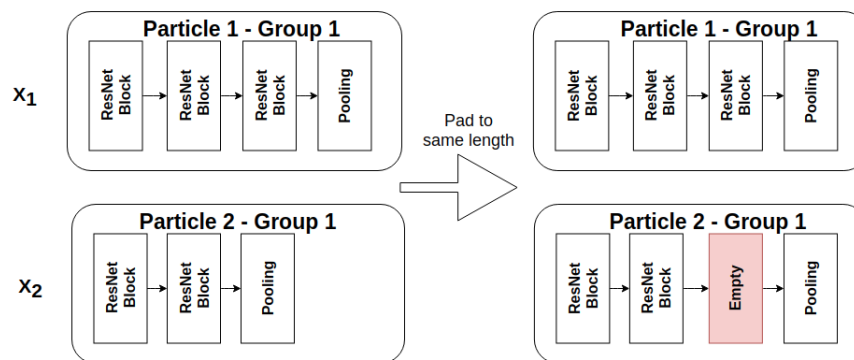 Particle 1 - Group 1
X1
ResNet
Block
ResNet
Block
ResNet
Block
Pooling
Pad to
same length
Particle 1 - Group 1
ResNet
Block
ResNet
Block
ResNet
Block
Pooling
Particle 2 - Group 1
X2
ResNet
Block
ResNet
Block
Pooling
Particle 2 - Group 1
ResNet
Block
ResNet
Block
Empty
Pooling